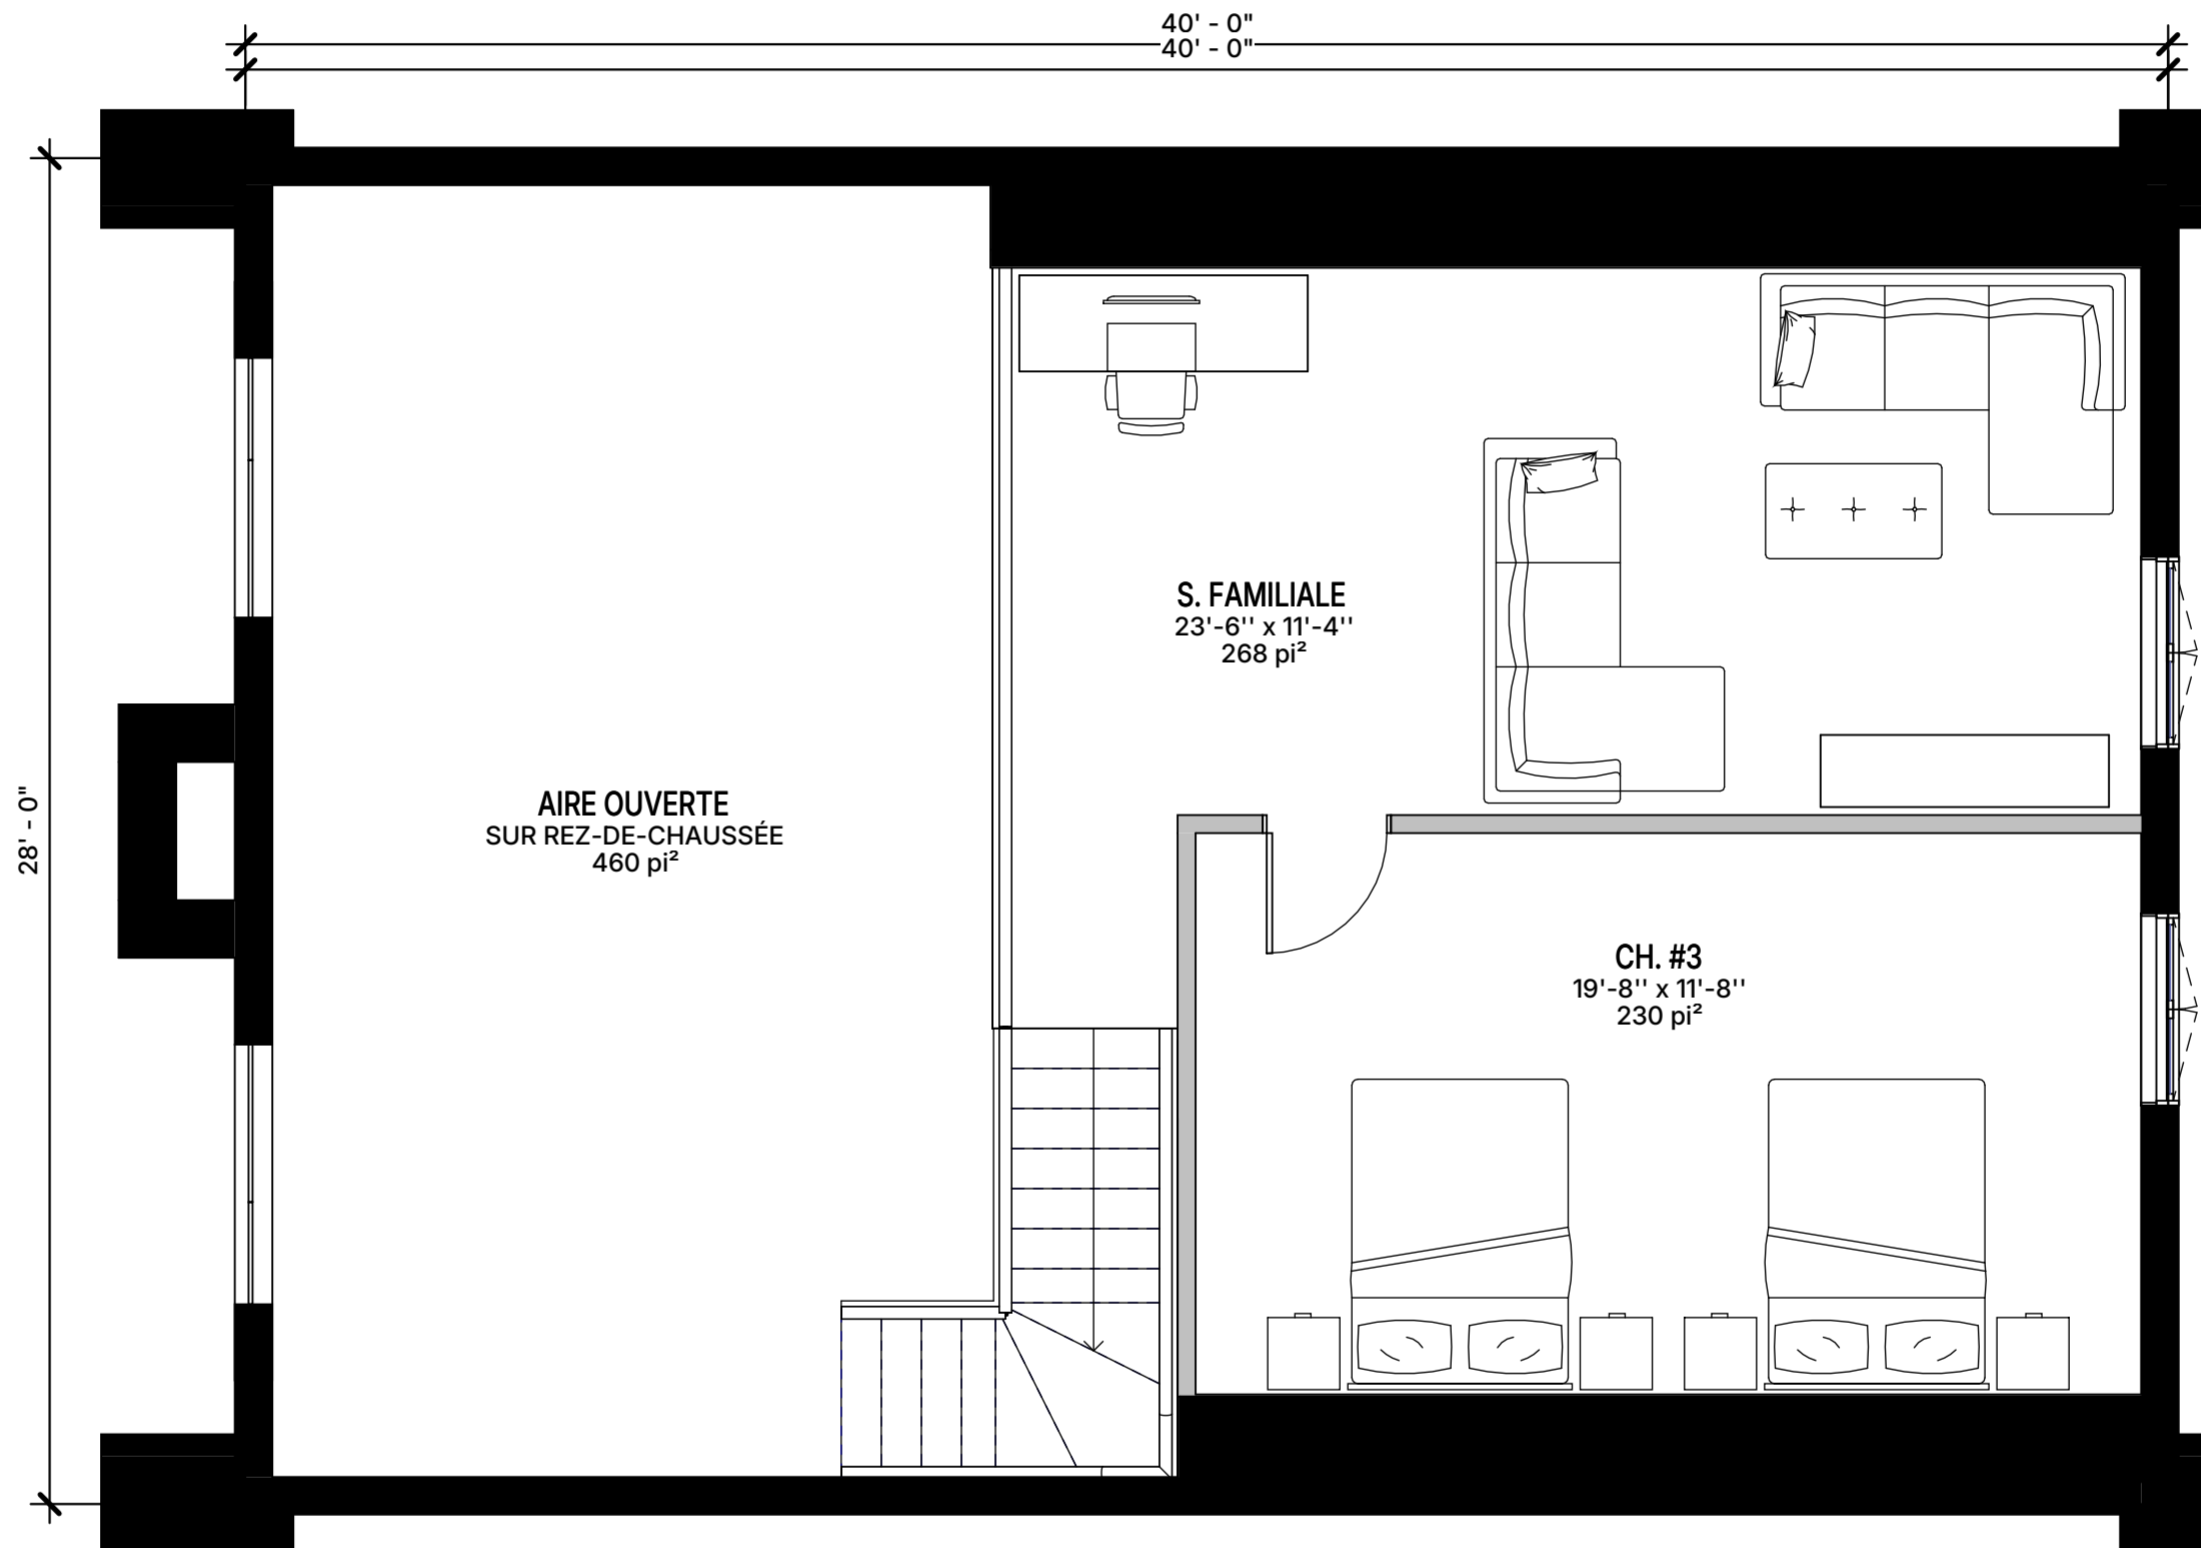 40' - 0"
40' - 0"
28' - 0"
S. FAMILIALE
23'-6'' x 11'-4''
268 pi²
AIRE OUVERTE
SUR REZ-DE-CHAUSSÉE
460 pi²
CH. #3
19'-8'' x 11'-8''
230 pi²